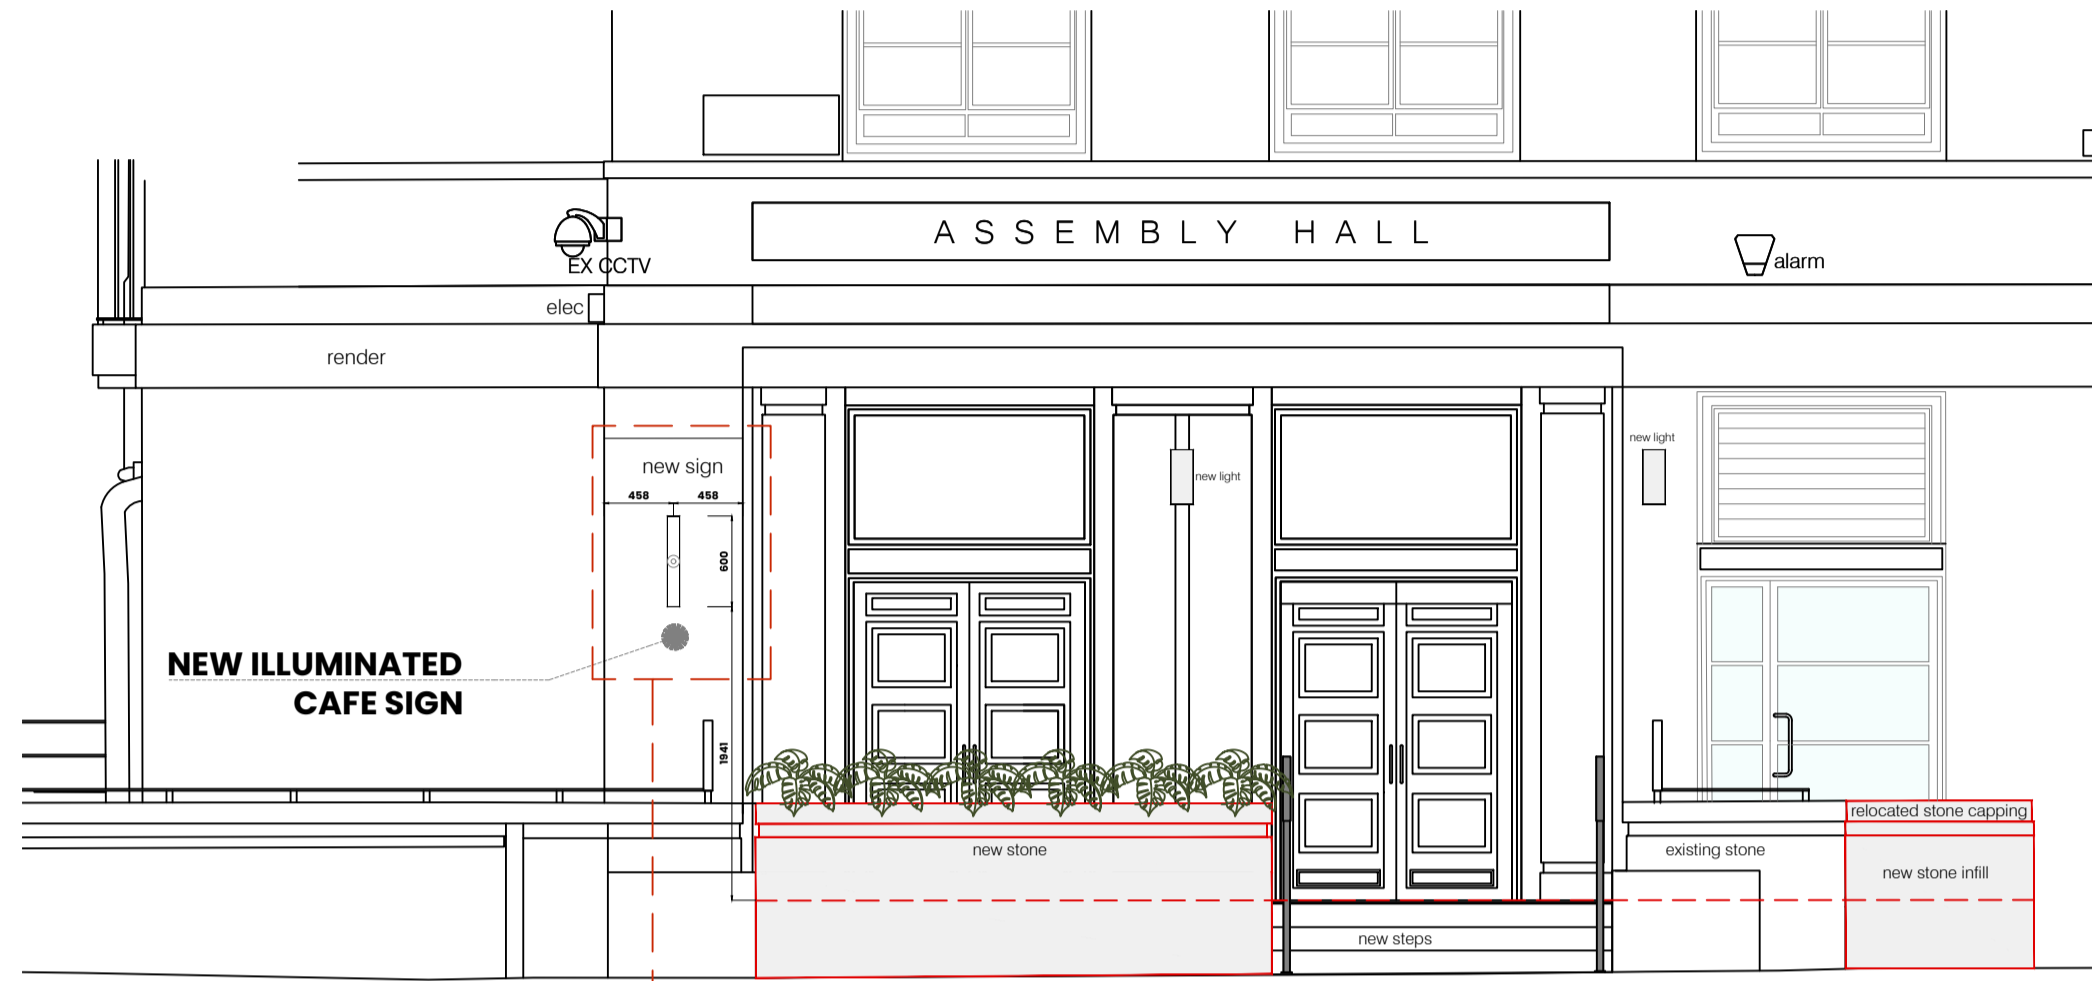 ASSEMBLY HALL
EX CCTV
alarm
elec
render
new light
new sign
new light
458 458
600
NEW ILLUMINATED
CAFE SIGN
1941
relocated stone capping
new stone
existing stone
new stone infill
new steps